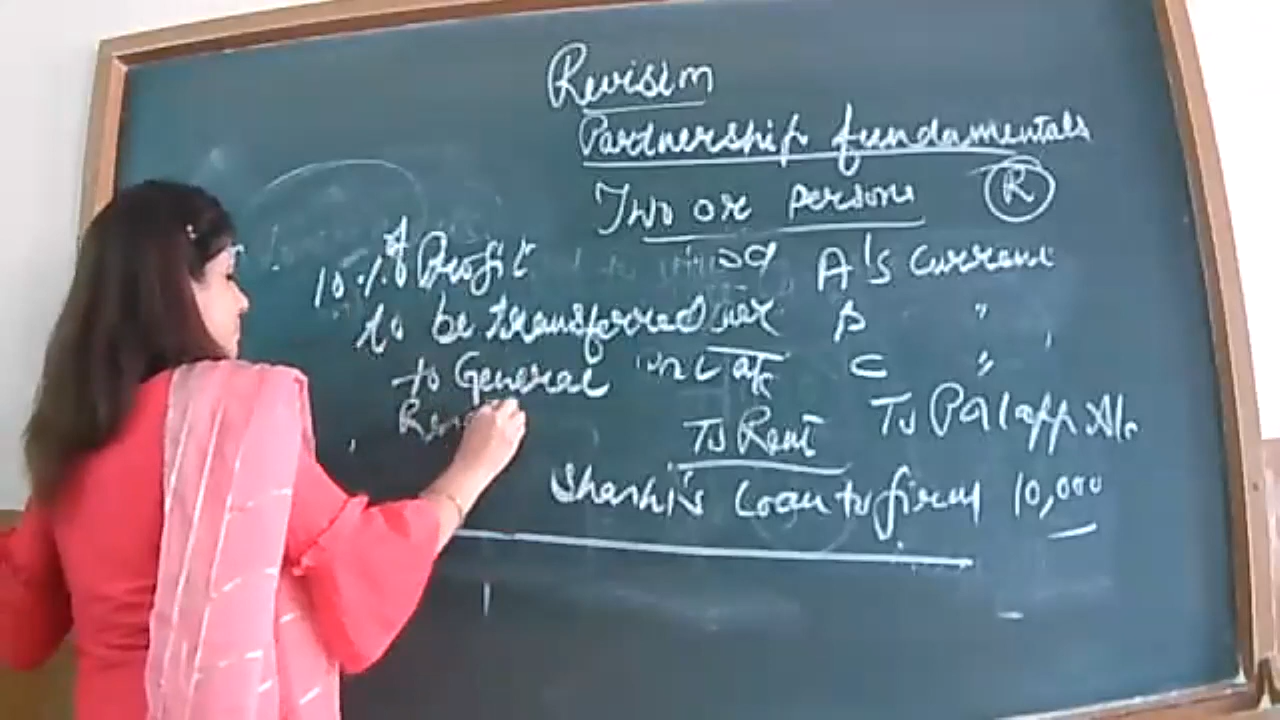 Revision
Partnership fundamentals
Two or persons R
10% of Profit A's Current
to be transferred B "
to General C "
To Rent To P&L app A/c
Shashi's Loan to firm 10,000